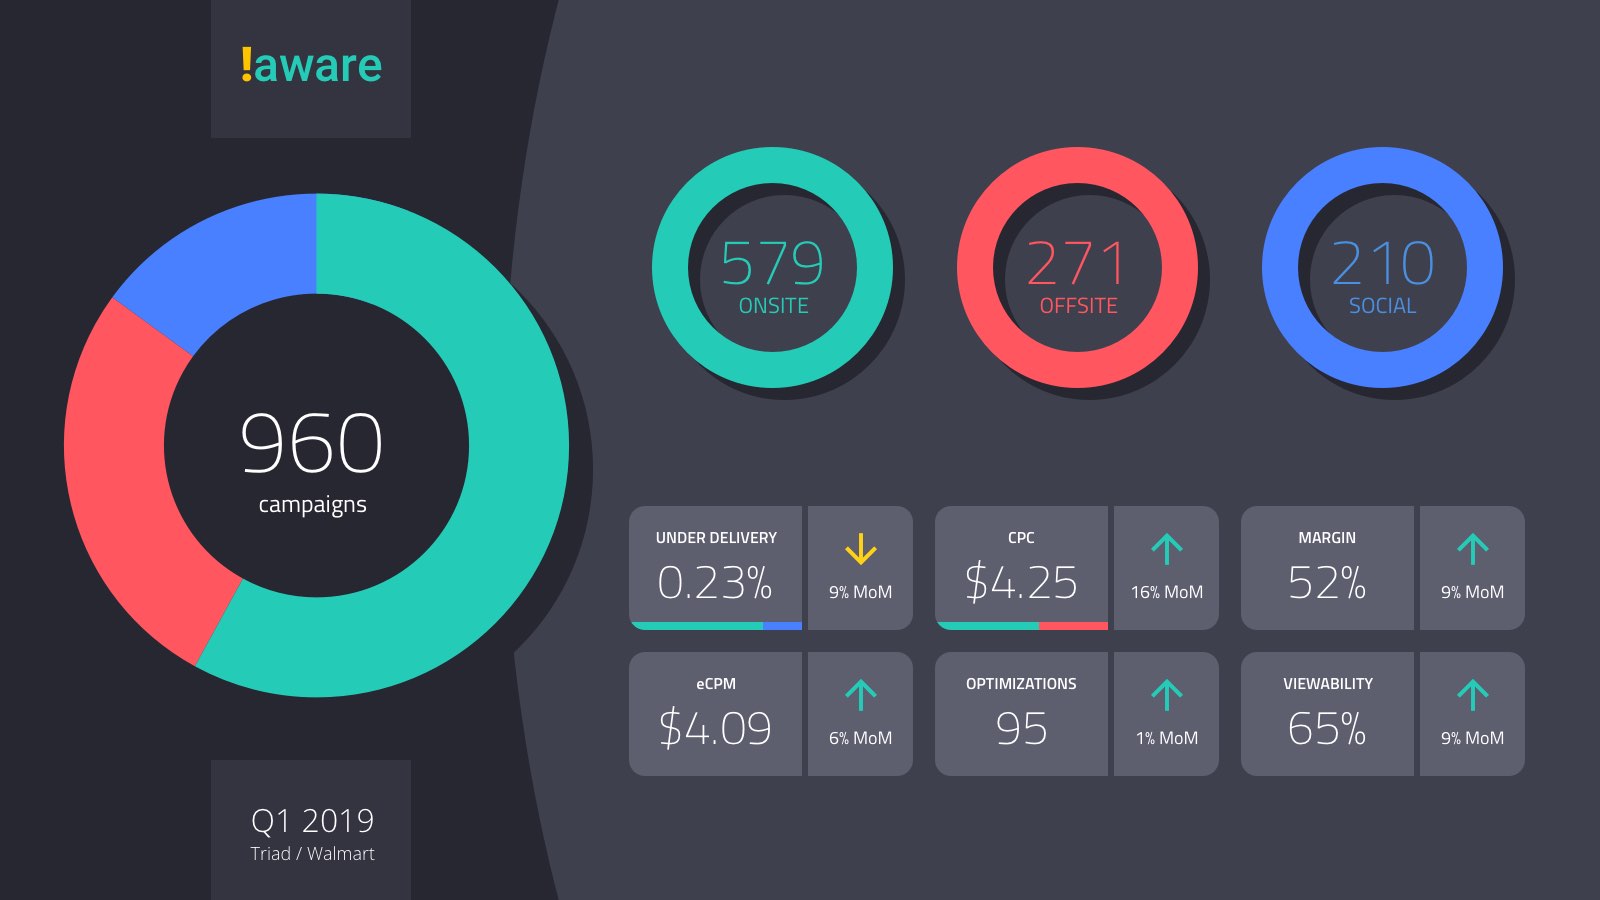 !aware
960
campaigns
Q1 2019
Triad / Walmart
579
ONSITE
271
OFFSITE
210
SOCIAL
UNDER DELIVERY
0.23%
9% MoM
CPC
$4.25
16% MoM
MARGIN
52%
9% MoM
eCPM
$4.09
6% MoM
OPTIMIZATIONS
95
1% MoM
VIEWABILITY
65%
9% MoM